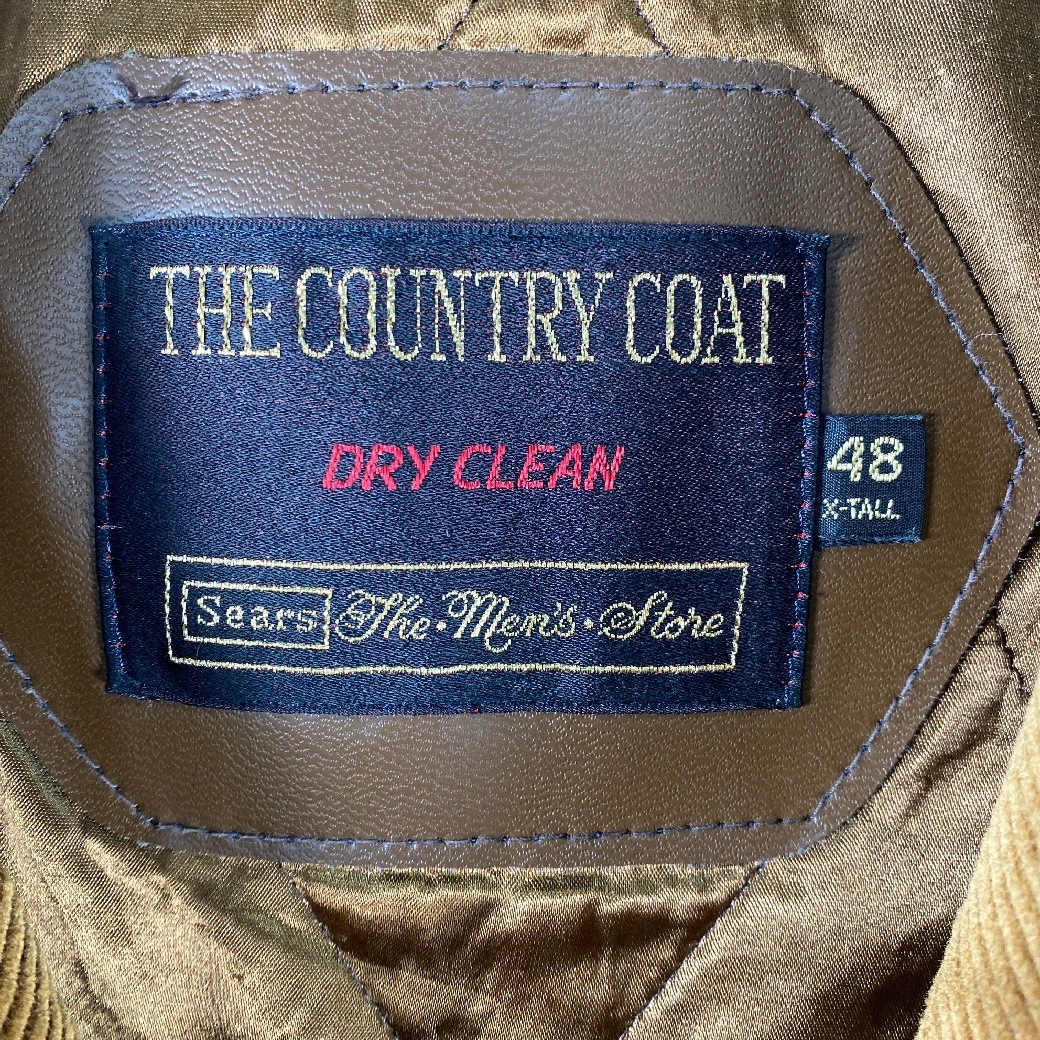 THE COUNTRY COAT
DRY CLEAN
48
X-TALL
Sears The·Men's·Store